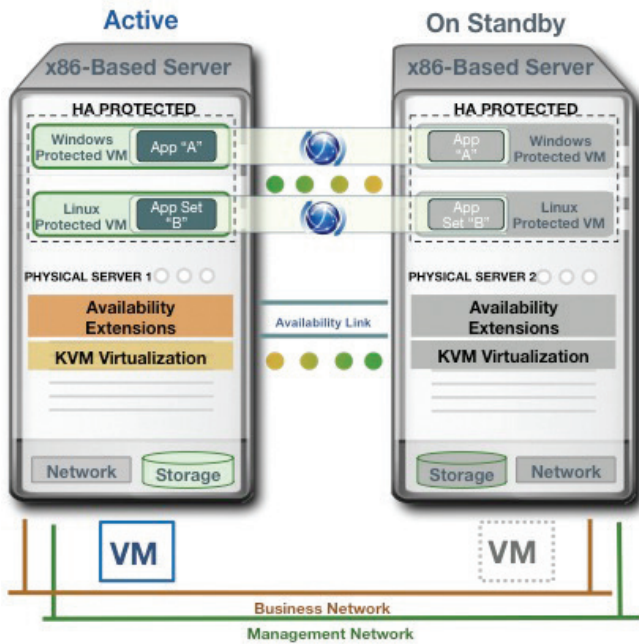 Active
x86-Based Server
HA PROTECTED
Windows
Protected VM
App "A"
Linux
Protected VM
App Set
"B"
PHYSICAL SERVER 1
Availability
Extensions
KVM Virtualization
Network
Storage
VM
Availability Link
On Standby
x86-Based Server
HA PROTECTED
App
"A"
Windows
Protected VM
App
Set "B"
Linux
Protected VM
PHYSICAL SERVER 2
Availability
Extensions
KVM Virtualization
Storage
Network
VM
Business Network
Management Network